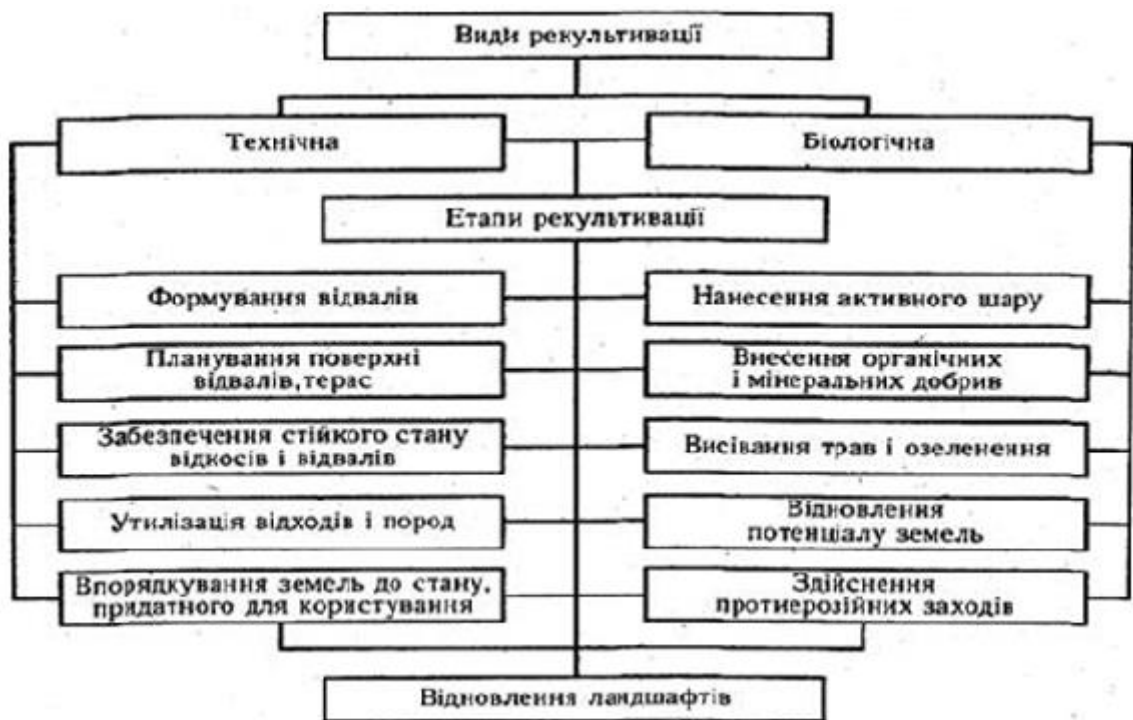 Види рекультивації
Технічна
Біологічна
Етапи рекультивації
Формування відвалів
Нанесення активного шару
Планування поверхні
відвалів, терас
Внесення органічних
і мінеральних добрив
Забезпечення стійкого стану
відкосів і відвалів
Висівання трав і озеленення
Утилізація відходів і пород
Відновлення
потенціалу земель
Впорядкування земель до стану,
придатного для користування
Здійснення
протиерозійних заходів
Відновлення ландшафтів